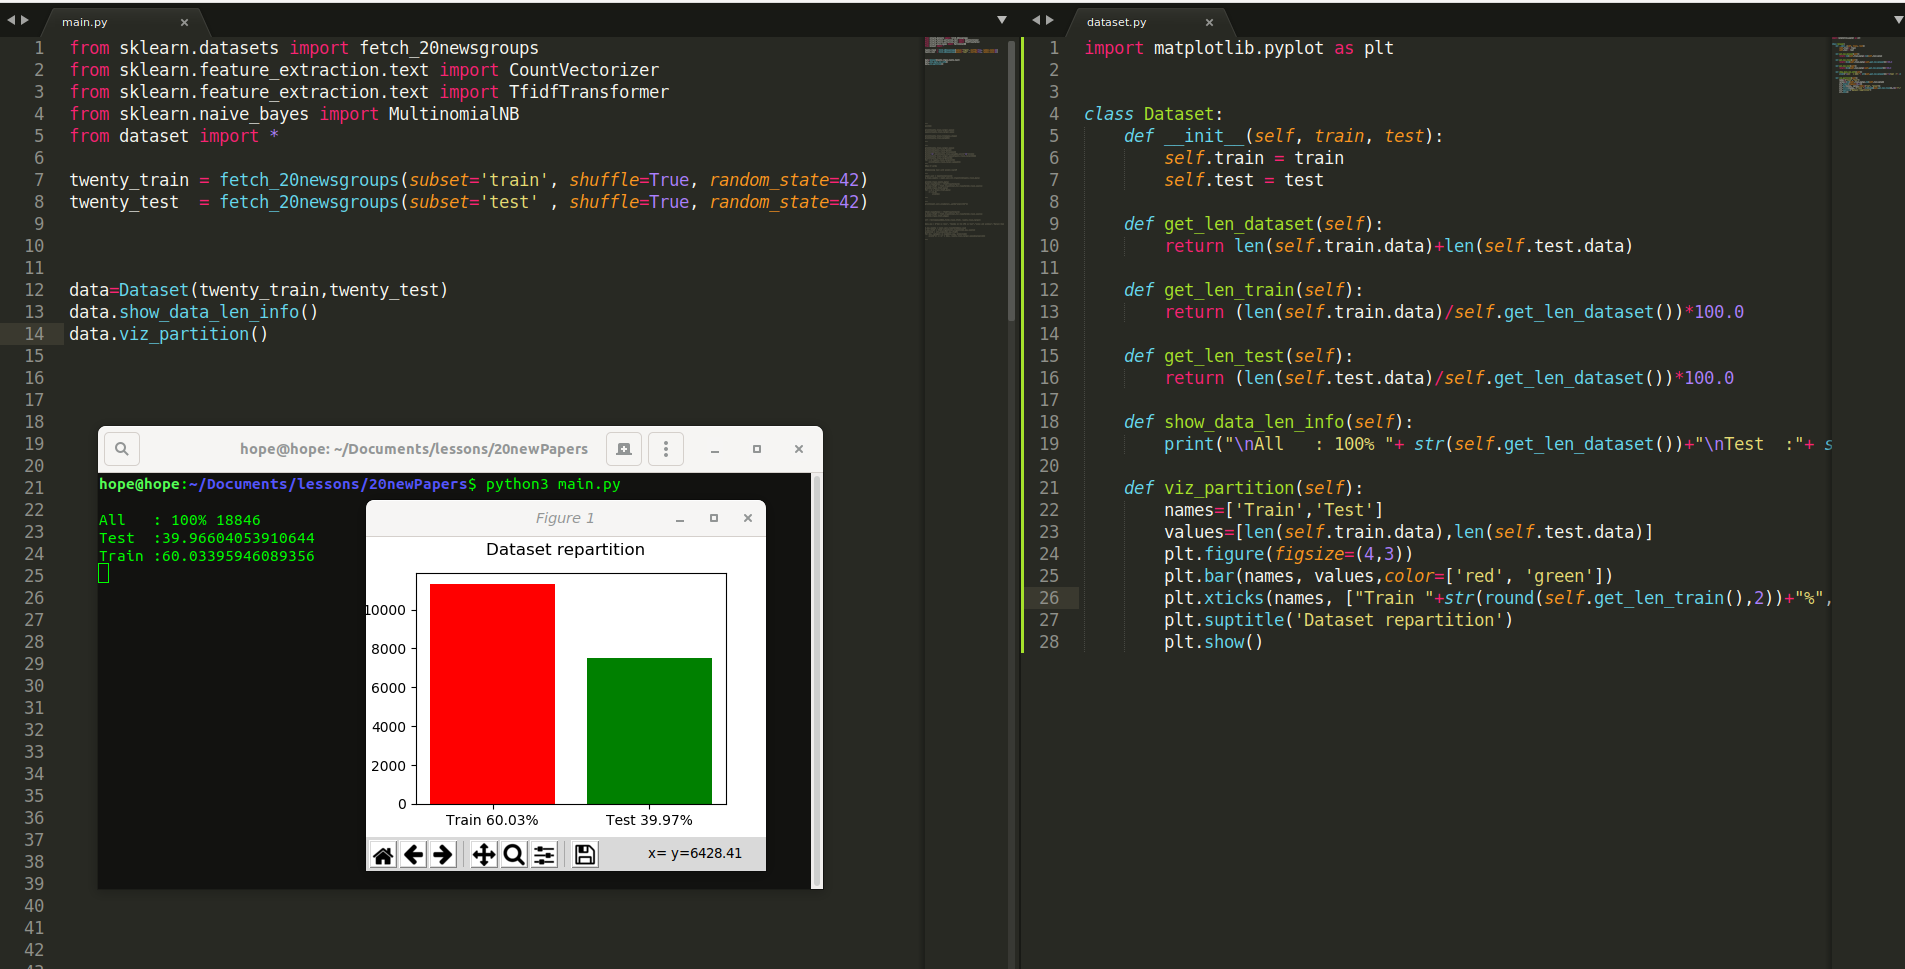 main.py
1 from sklearn.datasets import fetch_20newsgroups
2 from sklearn.feature_extraction.text import CountVectorizer
3 from sklearn.feature_extraction.text import TfidfTransformer
4 from sklearn.naive_bayes import MultinomialNB
5 from dataset import *
6
7 twenty_train = fetch_20newsgroups(subset='train', shuffle=True, random_state=42)
8 twenty_test  = fetch_20newsgroups(subset='test' , shuffle=True, random_state=42)
9
10
11
12 data=Dataset(twenty_train,twenty_test)
13 data.show_data_len_info()
14 data.viz_partition()
15
16
17
18
19
20
21
22
23
24
25
26
27
28
29
30
31
32
33
34
35
36
37
38
39
40
41
42
hope@hope: ~/Documents/lessons/20newPapers
hope@hope:~/Documents/lessons/20newPapers$ python3 main.py
All   : 100% 18846
Test  :39.96604053910644
Train :60.03395946089356
Figure 1
Dataset repartition
10000
8000
6000
4000
2000
0
Train 60.03%
Test 39.97%
x= y=6428.41
dataset.py
1 import matplotlib.pyplot as plt
2
3
4 class Dataset:
5     def __init__(self, train, test):
6         self.train = train
7         self.test = test
8
9     def get_len_dataset(self):
10         return len(self.train.data)+len(self.test.data)
11
12     def get_len_train(self):
13         return (len(self.train.data)/self.get_len_dataset())*100.0
14
15     def get_len_test(self):
16         return (len(self.test.data)/self.get_len_dataset())*100.0
17
18     def show_data_len_info(self):
19         print("\nAll   : 100% "+ str(self.get_len_dataset())+"\nTest  :"+ s
20
21     def viz_partition(self):
22         names=['Train','Test']
23         values=[len(self.train.data),len(self.test.data)]
24         plt.figure(figsize=(4,3))
25         plt.bar(names, values,color=['red', 'green'])
26         plt.xticks(names, ["Train "+str(round(self.get_len_train(),2))+"%",
27         plt.suptitle('Dataset repartition')
28         plt.show()